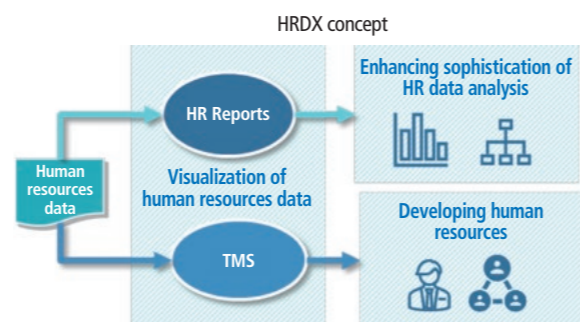 HRDX concept
Human
resources
data
HR Reports
Visualization of
human resources data
TMS
Enhancing sophistication of
HR data analysis
Developing human
resources